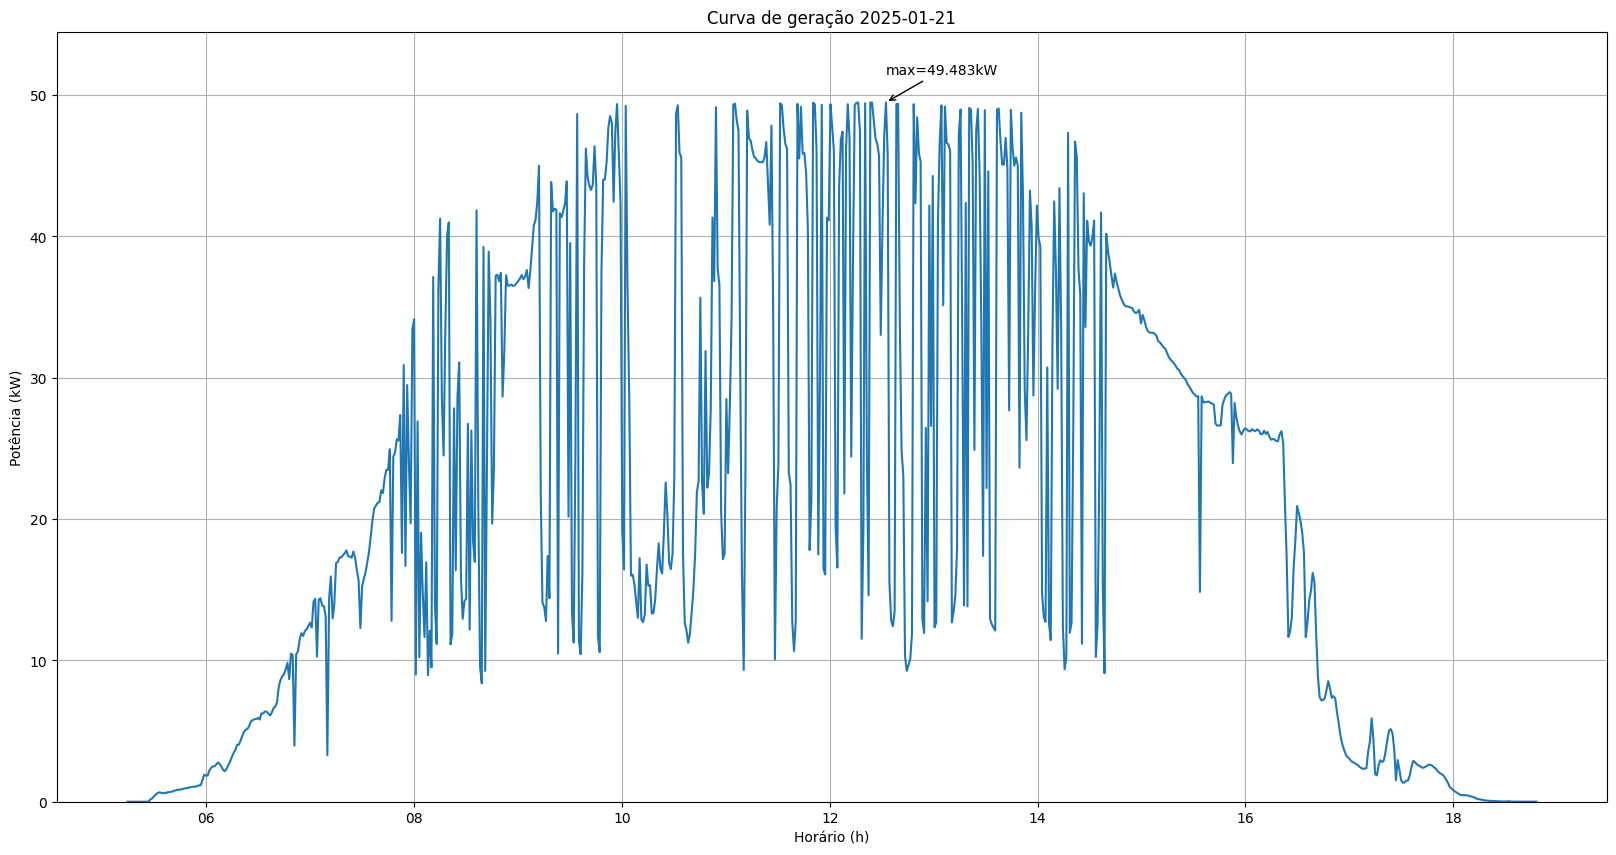 Curva de geração 2025-01-21
max=49.483kW
Potência (kW)
50
40
30
20
10
0
06 08 10 12 14 16 18
Horário (h)